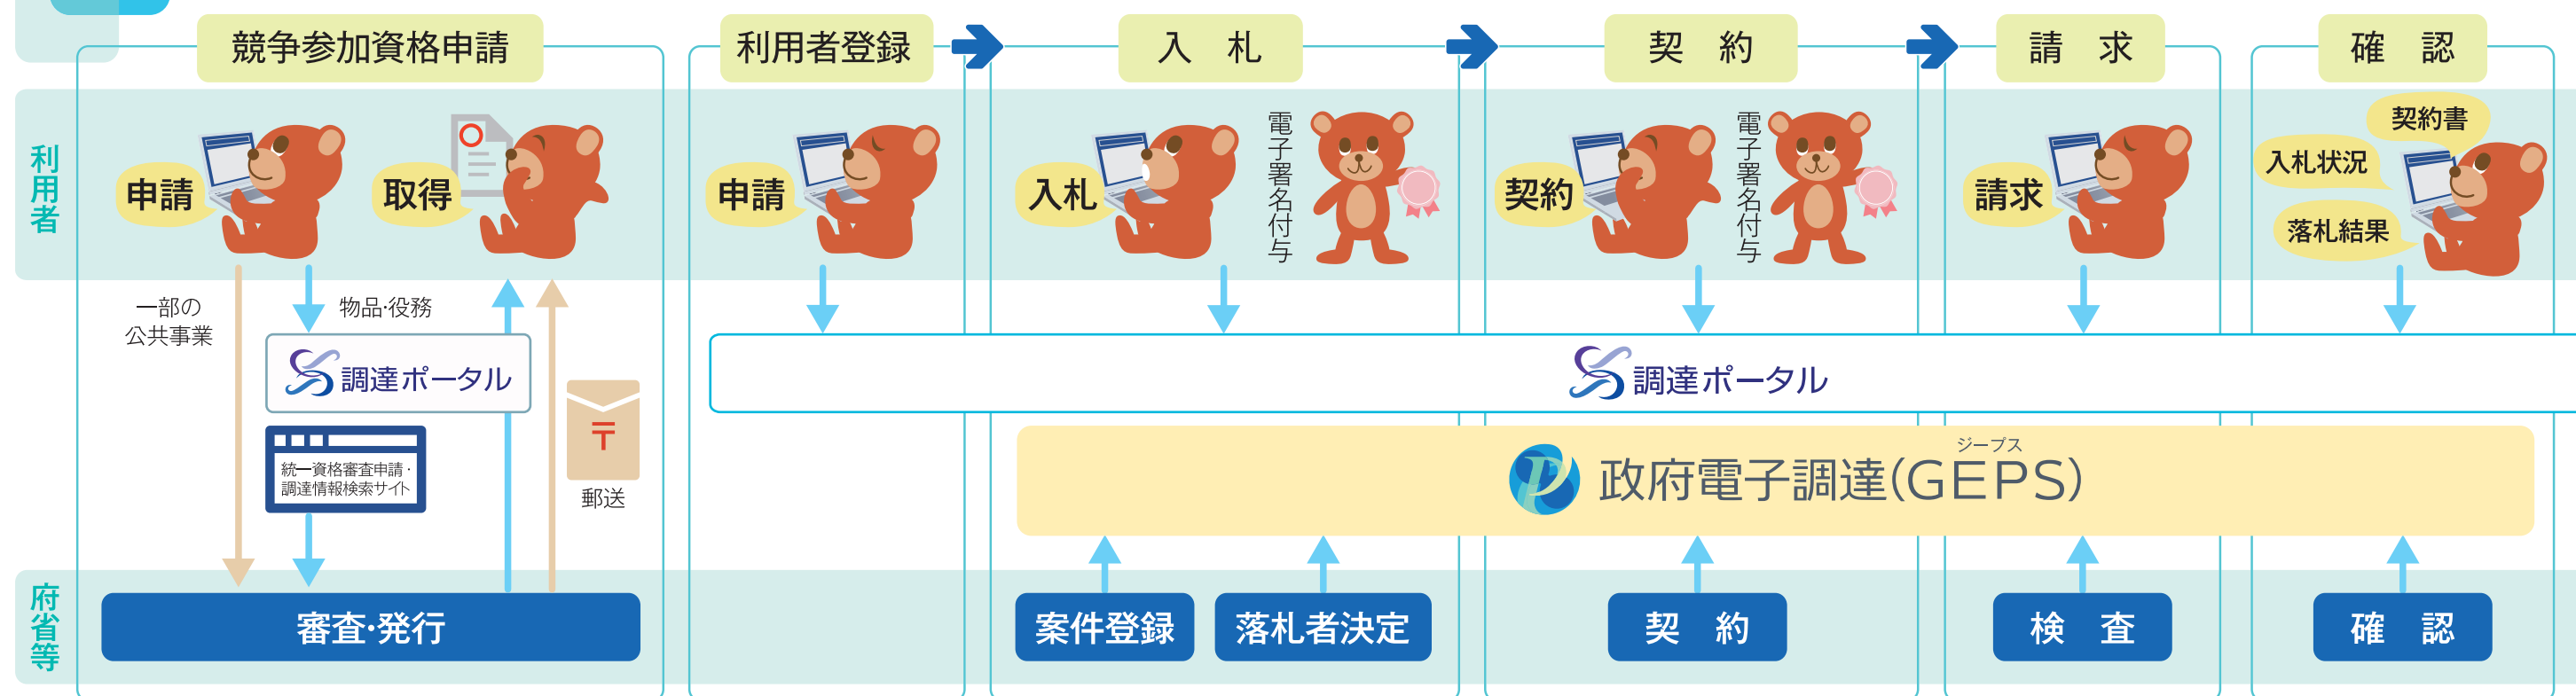 競争参加資格申請
利用者登録
入　札
契　約
請　求
確　認
利用者
申請
取得
申請
入札
電子署名付与
契約
電子署名付与
請求
契約書
入札状況
落札結果
一部の
公共事業
物品・役務
調達ポータル
調達ポータル
統一資格審査申請・
調達情報検索サイト
〒
郵送
ジープス
政府電子調達(GEPS)
府省等
審査・発行
案件登録
落札者決定
契　約
検　査
確　認